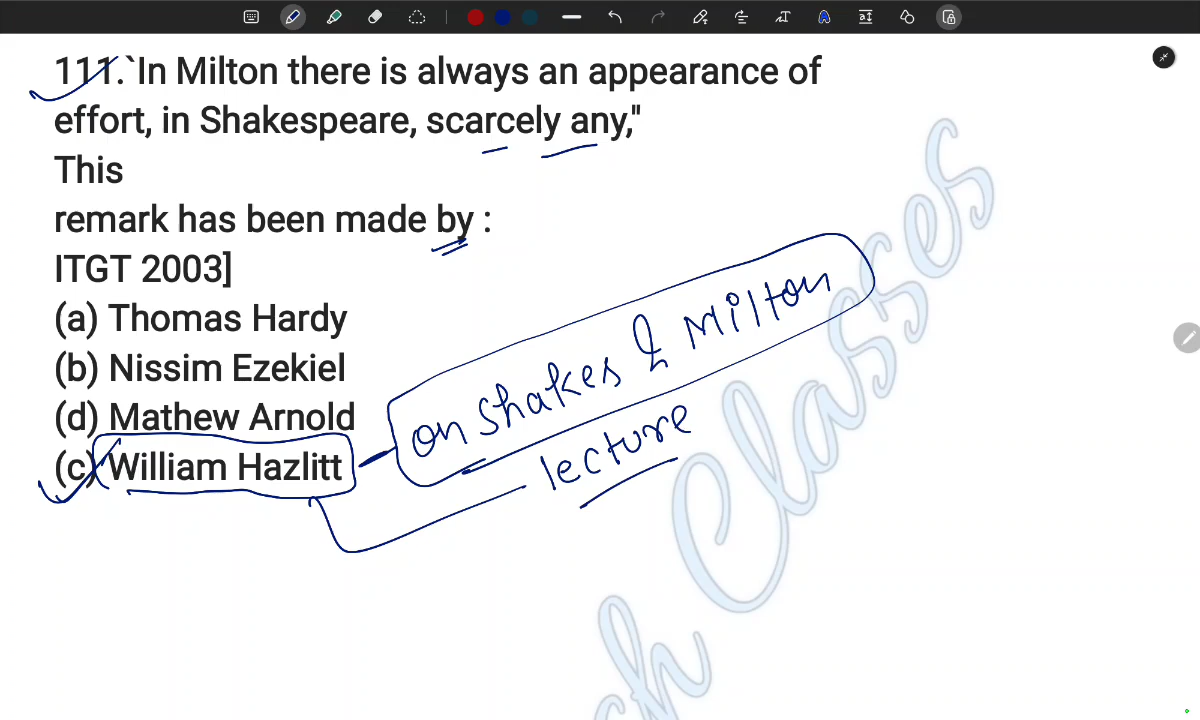 111.`In Milton there is always an appearance of
effort, in Shakespeare, scarcely any,"
This
remark has been made by :
ITGT 2003]
(a) Thomas Hardy
(b) Nissim Ezekiel
(d) Mathew Arnold
(c) William Hazlitt
on Shakes & Milton
lecture
Classes